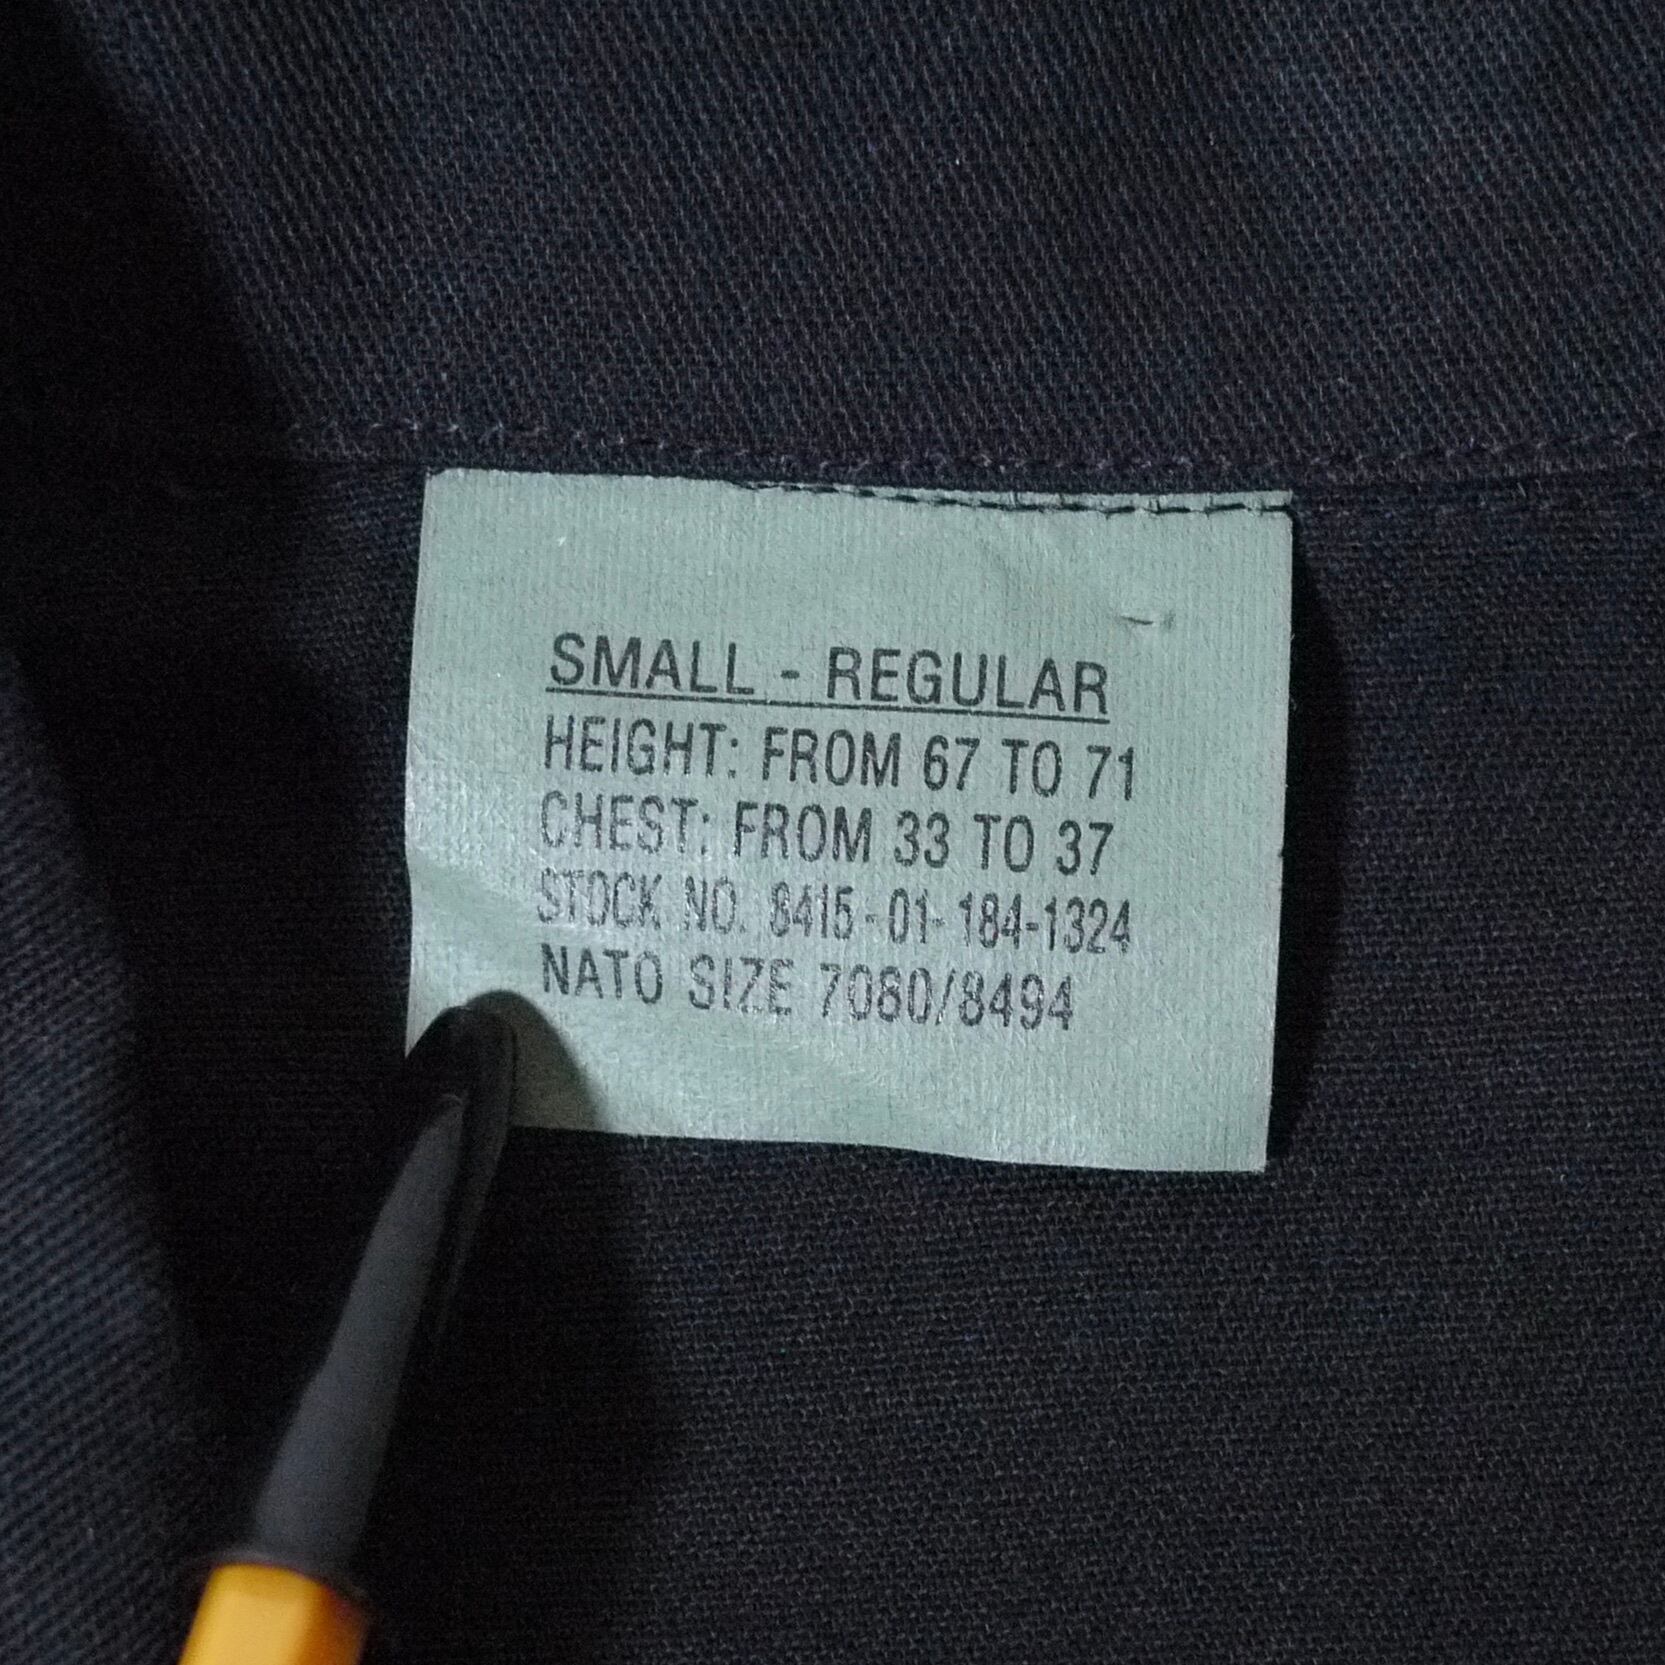 SMALL - REGULAR
HEIGHT: FROM 67 TO 71
CHEST: FROM 33 TO 37
STOCK NO. 8415-01-184-1324
NATO SIZE 7080/8494